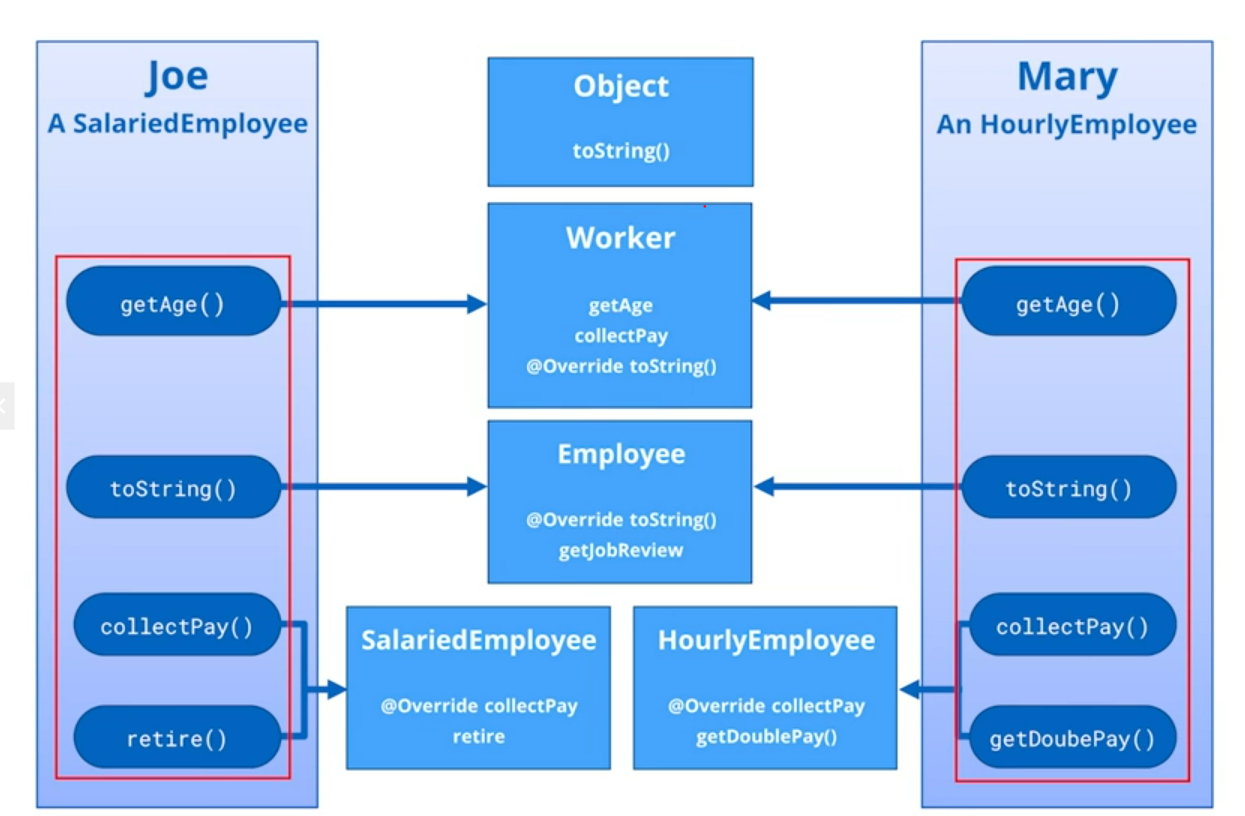 Joe
A SalariedEmployee
getAge()
toString()
collectPay()
retire()
Object
toString()
Worker
getAge
collectPay
@Override toString()
Employee
@Override toString()
getJobReview
SalariedEmployee
@Override collectPay
retire
HourlyEmployee
@Override collectPay
getDoublePay()
Mary
An HourlyEmployee
getAge()
toString()
collectPay()
getDoubePay()